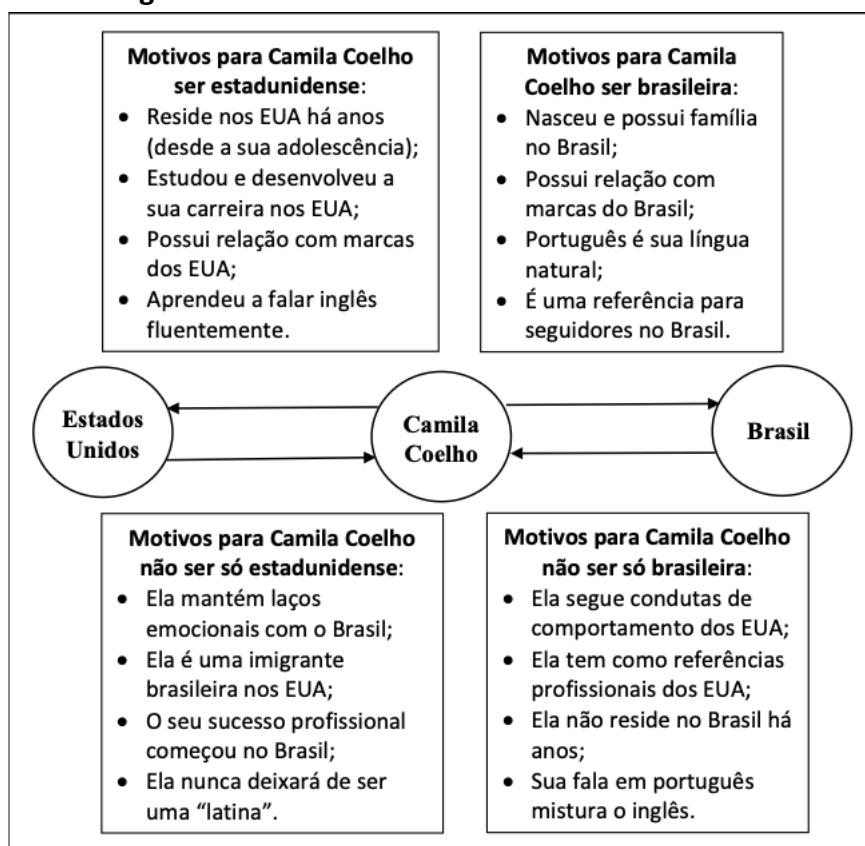 Motivos para Camila Coelho
ser estadunidense:
• Reside nos EUA há anos
(desde a sua adolescência);
• Estudou e desenvolveu a
sua carreira nos EUA;
• Possui relação com marcas
dos EUA;
• Aprendeu a falar inglês
fluentemente.
Motivos para Camila
Coelho ser brasileira:
• Nasceu e possui família
no Brasil;
• Possui relação com
marcas do Brasil;
• Português é sua língua
natural;
• É uma referência para
seguidores no Brasil.
Estados
Unidos
Camila
Coelho
Brasil
Motivos para Camila Coelho
não ser só estadunidense:
• Ela mantém laços
emocionais com o Brasil;
• Ela é uma imigrante
brasileira nos EUA;
• O seu sucesso profissional
começou no Brasil;
• Ela nunca deixará de ser
uma “latina”.
Motivos para Camila Coelho
não ser só brasileira:
• Ela segue condutas de
comportamento dos EUA;
• Ela tem como referências
profissionais dos EUA;
• Ela não reside no Brasil há
anos;
• Sua fala em português
mistura o inglês.